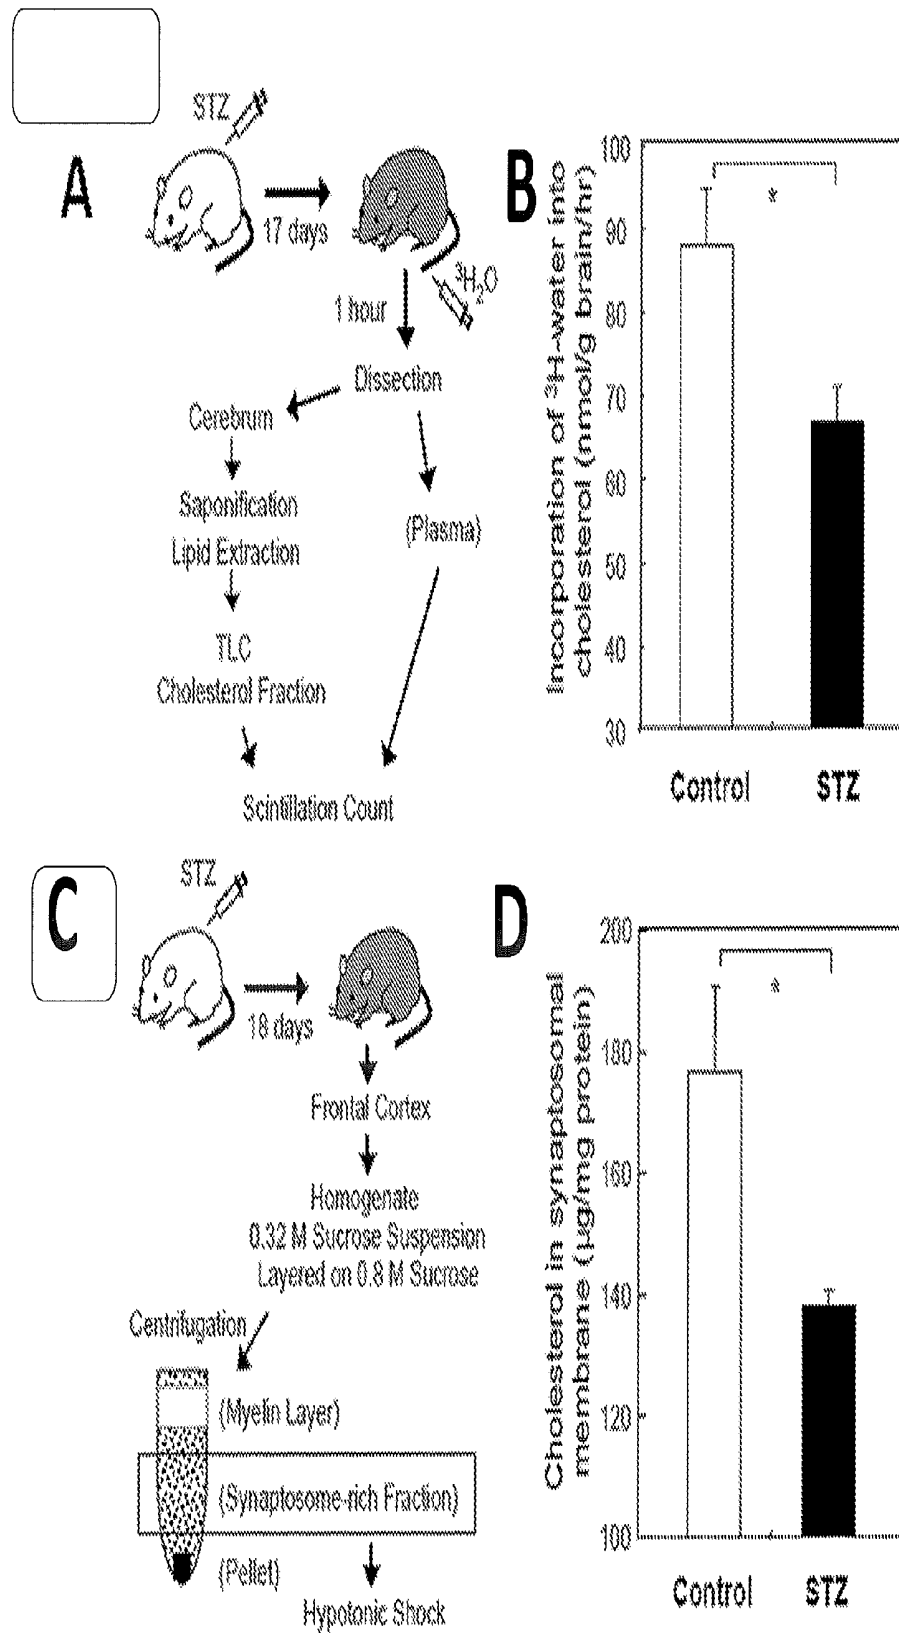 A
STZ
17 days
³H₂O
1 hour
Dissection
Cerebrum
Saponification
Lipid Extraction
(Plasma)
TLC
Cholesterol Fraction
Scintillation Count
B
Incorporation of ³H-water into
cholesterol (nmol/g brain/hr)
100
90
80
70
60
50
40
30
*
Control
STZ
C
STZ
18 days
Frontal Cortex
Homogenate
0.32 M Sucrose Suspension
Layered on 0.8 M Sucrose
Centrifugation
(Myelin Layer)
(Synaptosome-rich Fraction)
(Pellet)
Hypotonic Shock
D
Cholesterol in synaptosomal
membrane (µg/mg protein)
200
180
160
140
120
100
*
Control
STZ